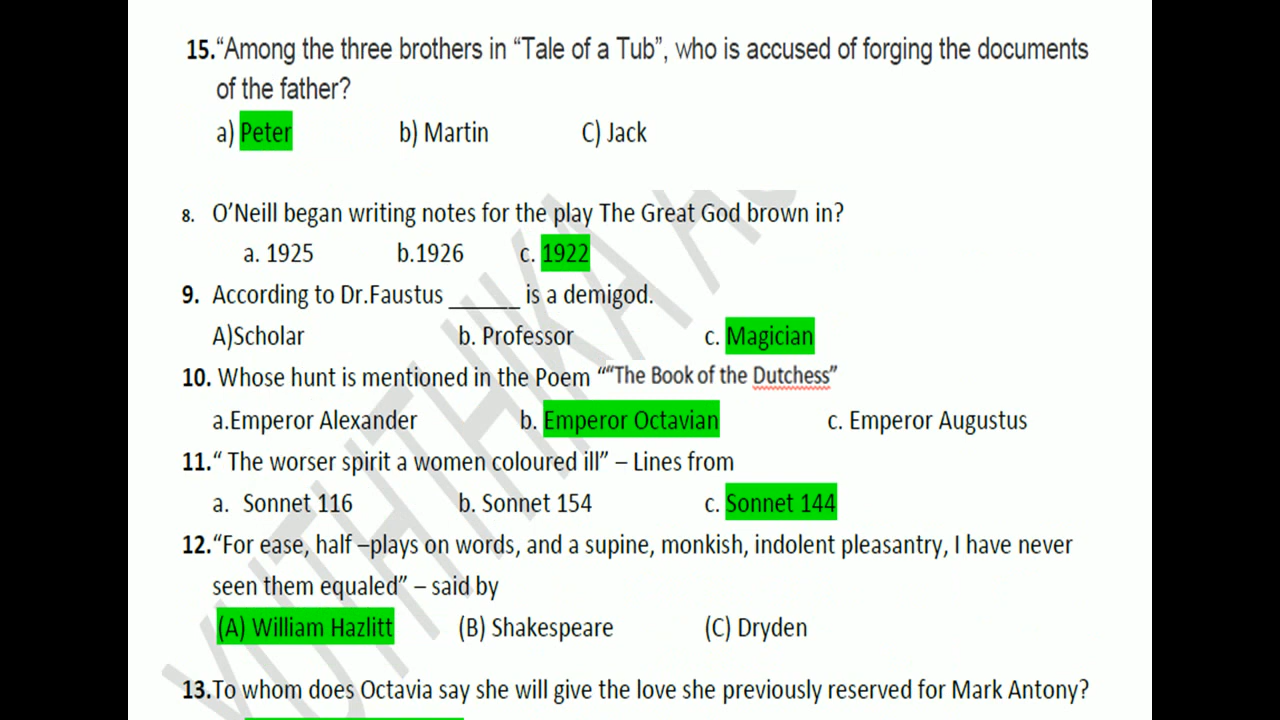 15.“Among the three brothers in “Tale of a Tub”, who is accused of forging the documents
of the father?
a) Peter b) Martin C) Jack
8. O’Neill began writing notes for the play The Great God brown in?
a. 1925 b.1926 c. 1922
9. According to Dr.Faustus ______ is a demigod.
A)Scholar b. Professor c. Magician
10. Whose hunt is mentioned in the Poem ““The Book of the Dutchess”
a.Emperor Alexander b. Emperor Octavian c. Emperor Augustus
11.“ The worser spirit a women coloured ill” – Lines from
a. Sonnet 116 b. Sonnet 154 c. Sonnet 144
12.“For ease, half –plays on words, and a supine, monkish, indolent pleasantry, I have never
seen them equaled” – said by
(A) William Hazlitt (B) Shakespeare (C) Dryden
13.To whom does Octavia say she will give the love she previously reserved for Mark Antony?